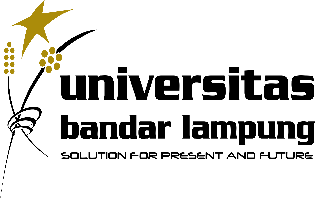 universitas
bandar lampung
SOLUTION FOR PRESENT AND FUTURE